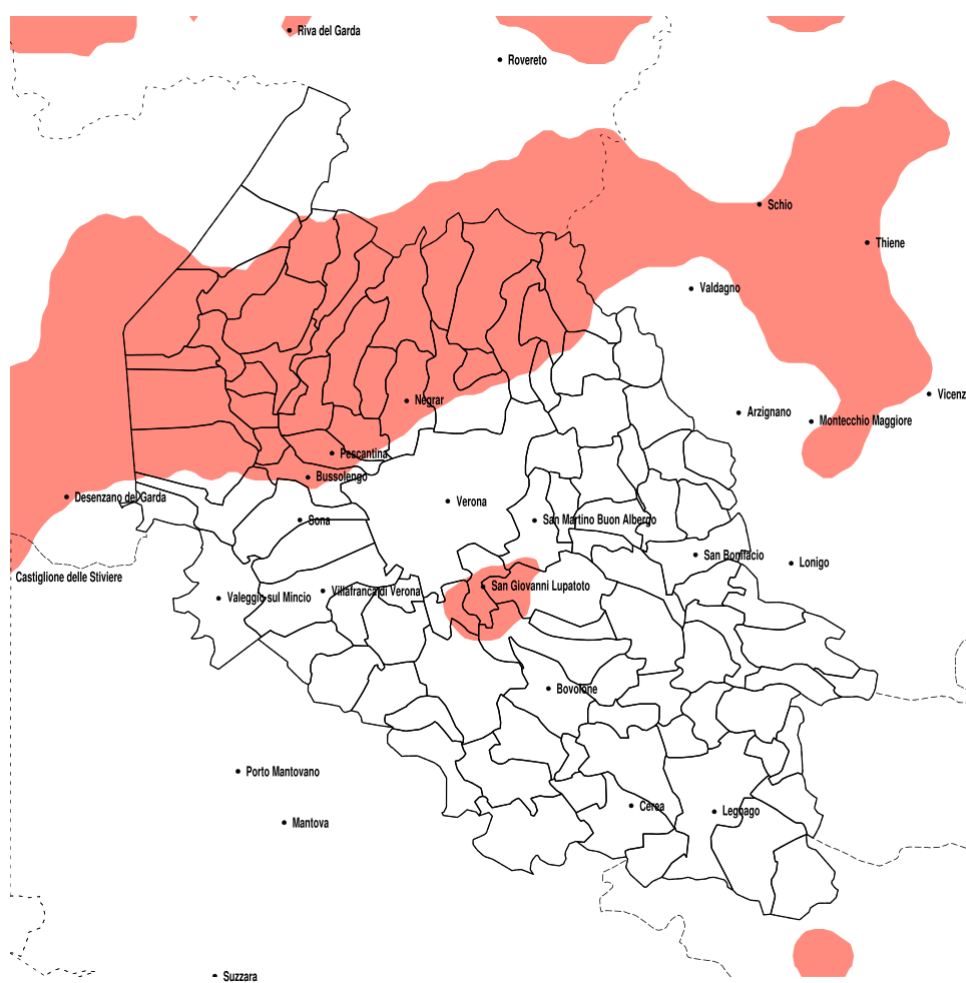 Riva del Garda
Rovereto
Schio
Thiene
Valdagno
Vicenz
Negrar
Arzignano
Montecchio Maggiore
Pescantina
Bussolengo
Desenzano del Garda
Verona
Sona
San Martino Buon Albergo
San Bonifacio
Lonigo
Castiglione delle Stiviere
San Giovanni Lupatoto
Valeggio sul Mincio
Villafranca di Verona
Bovolone
Porto Mantovano
Cerea
Legnago
Mantova
Suzzara